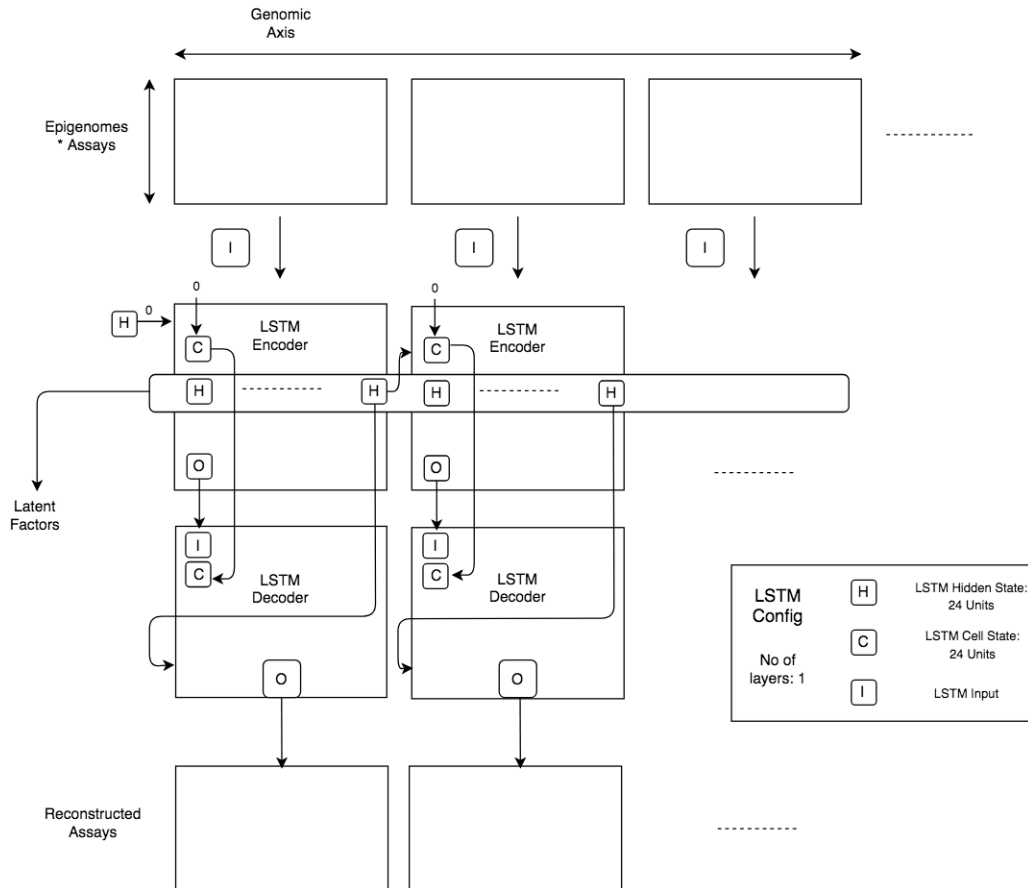 Genomic
Axis
Epigenomes
* Assays
I
I
I
0
0
0
H
LSTM
Encoder
C
LSTM
Encoder
C
H
H
H
H
O
O
Latent
Factors
I
C
LSTM
Decoder
I
C
LSTM
Decoder
O
O
LSTM
Config
No of
layers: 1
H
LSTM Hidden State:
24 Units
C
LSTM Cell State:
24 Units
I
LSTM Input
Reconstructed
Assays